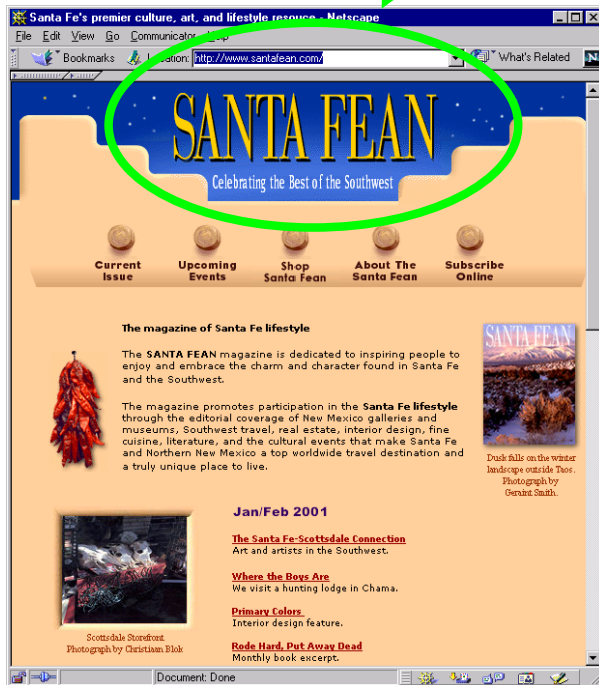 Santa Fe's premier culture, art, and lifestyle resouce - Netscape
File Edit View Go Communicator Help
Bookmarks Location: http://www.santafean.com/ What's Related N
SANTA FEAN
Celebrating the Best of the Southwest
Current Issue
Upcoming Events
Shop Santa Fean
About The Santa Fean
Subscribe Online
The magazine of Santa Fe lifestyle
The SANTA FEAN magazine is dedicated to inspiring people to
enjoy and embrace the charm and character found in Santa Fe
and the Southwest.
The magazine promotes participation in the Santa Fe lifestyle
through the editorial coverage of New Mexico galleries and
museums, Southwest travel, real estate, interior design, fine
cuisine, literature, and the cultural events that make Santa Fe
and Northern New Mexico a top worldwide travel destination and
a truly unique place to live.
SANTA FEAN
Dusk falls on the winter
landscape outside Taos.
Photograph by
Geraint Smith.
Scottsdale Storefront
Photograph by Christiaan Blok
Jan/Feb 2001
The Santa Fe-Scottsdale Connection
Art and artists in the Southwest.
Where the Boys Are
We visit a hunting lodge in Chama.
Primary Colors
Interior design feature.
Rode Hard, Put Away Dead
Monthly book excerpt.
Document: Done